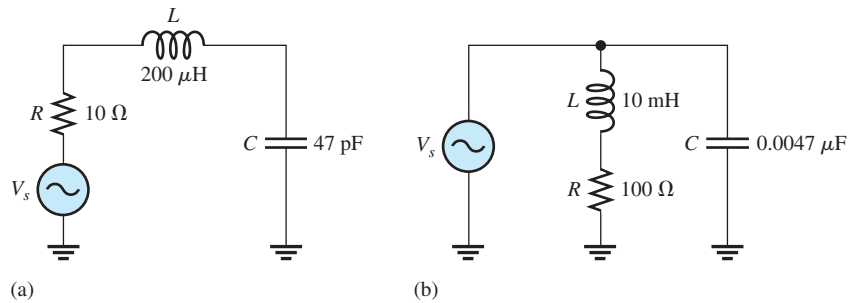 L
200 μH
R
10 Ω
C
47 pF
V_s
(a)
L
10 mH
V_s
C
0.0047 μF
R
100 Ω
(b)